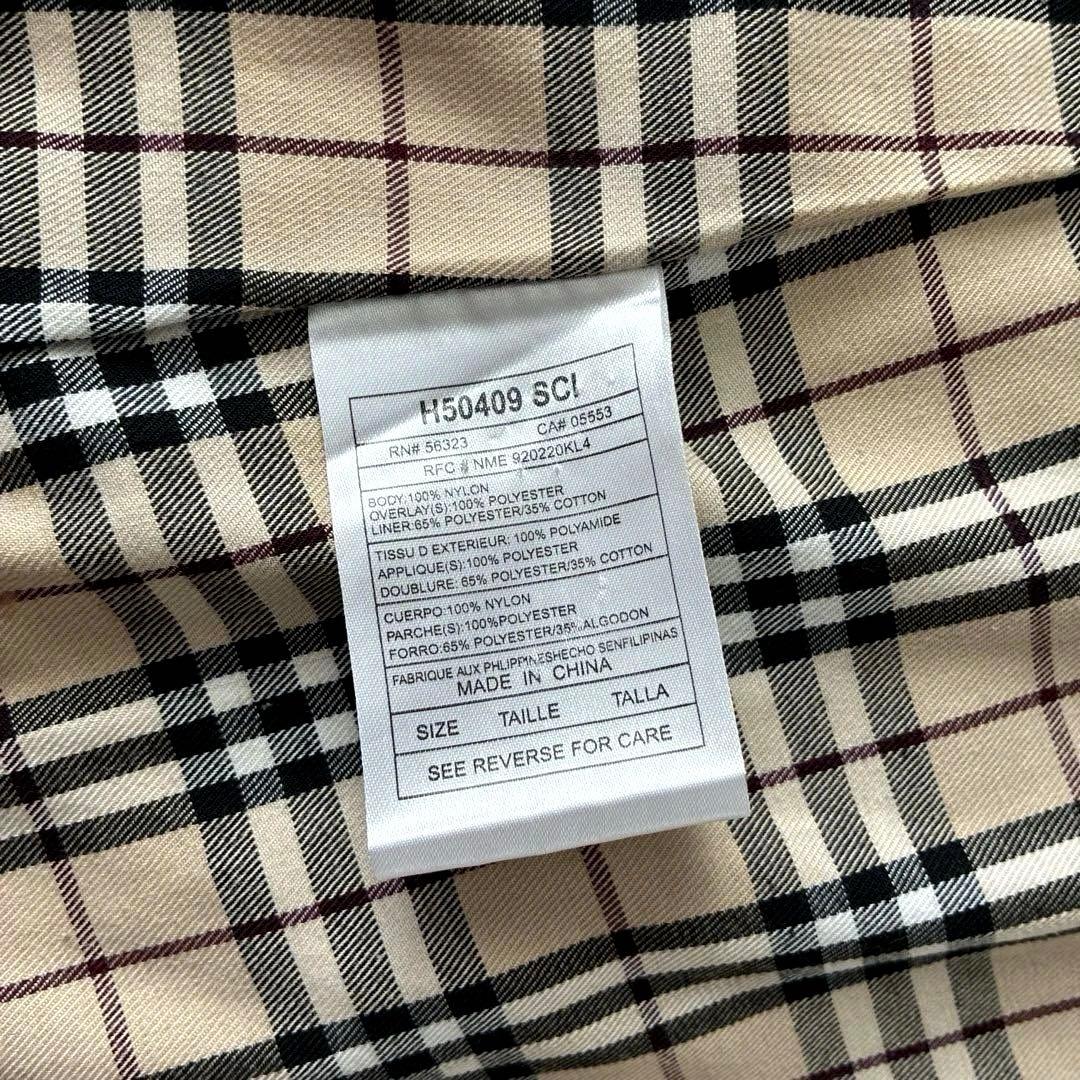 H50409 SCI
RN# 56323 CA# 05553
RFC # NME 920220KL4
BODY:100% NYLON
OVERLAY(S):100% POLYESTER
LINER:65% POLYESTER/35% COTTON
TISSU D EXTERIEUR: 100% POLYAMIDE
APPLIQUE(S):100% POLYESTER
DOUBLURE: 65% POLYESTER/35% COTTON
CUERPO:100% NYLON
PARCHE(S):100%POLYESTER
FORRO:65% POLYESTER/35% ALGODON
FABRIQUE AUX PHLIPPINESHECHO SENFILIPINAS
MADE IN CHINA
SIZE TAILLE TALLA
SEE REVERSE FOR CARE